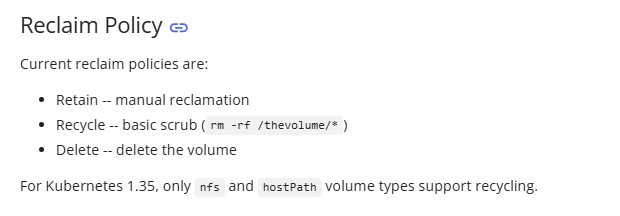 Reclaim Policy
Current reclaim policies are:
• Retain -- manual reclamation
• Recycle -- basic scrub ( rm -rf /thevolume/* )
• Delete -- delete the volume
For Kubernetes 1.35, only nfs and hostPath volume types support recycling.